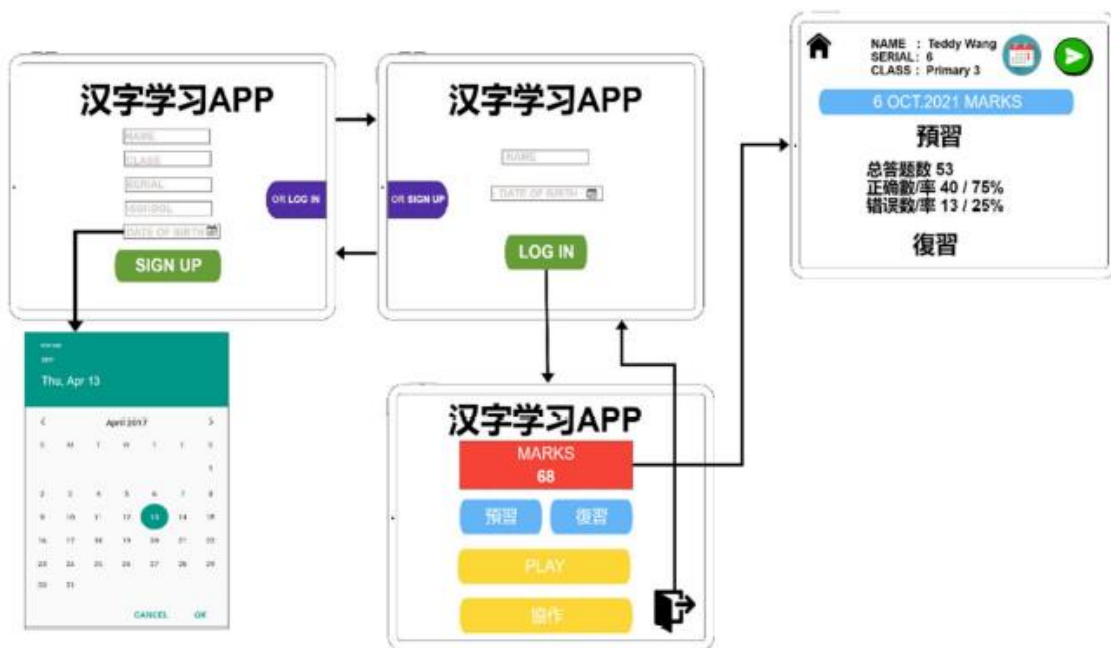 汉字学习APP
NAME
CLASS
SERIAL
SCHOOL
DATE OF BIRTH
SIGN UP
OR LOG IN
汉字学习APP
NAME
DATE OF BIRTH
OR SIGN UP
LOG IN
NAME : Teddy Wang
SERIAL: 6
CLASS : Primary 3
6 OCT.2021 MARKS
預習
总答题数 53
正确數/率 40 / 75%
错误数/率 13 / 25%
復習
Thu, Apr 13
April 2017
S M T W T F S
1
2 3 4 5 6 7 8
9 10 11 12 13 14 15
16 17 18 19 20 21 22
23 24 25 26 27 28 29
30 31
CANCEL OK
汉字学习APP
MARKS
68
預習 復習
PLAY
協作